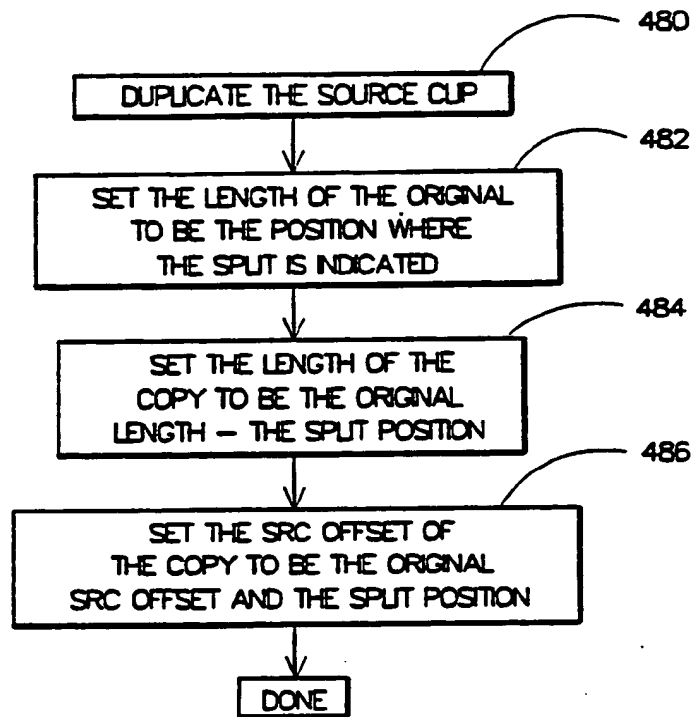 480
DUPLICATE THE SOURCE CLIP
482
SET THE LENGTH OF THE ORIGINAL
TO BE THE POSITION WHERE
THE SPLIT IS INDICATED
484
SET THE LENGTH OF THE
COPY TO BE THE ORIGINAL
LENGTH – THE SPLIT POSITION
486
SET THE SRC OFFSET OF
THE COPY TO BE THE ORIGINAL
SRC OFFSET AND THE SPLIT POSITION
DONE